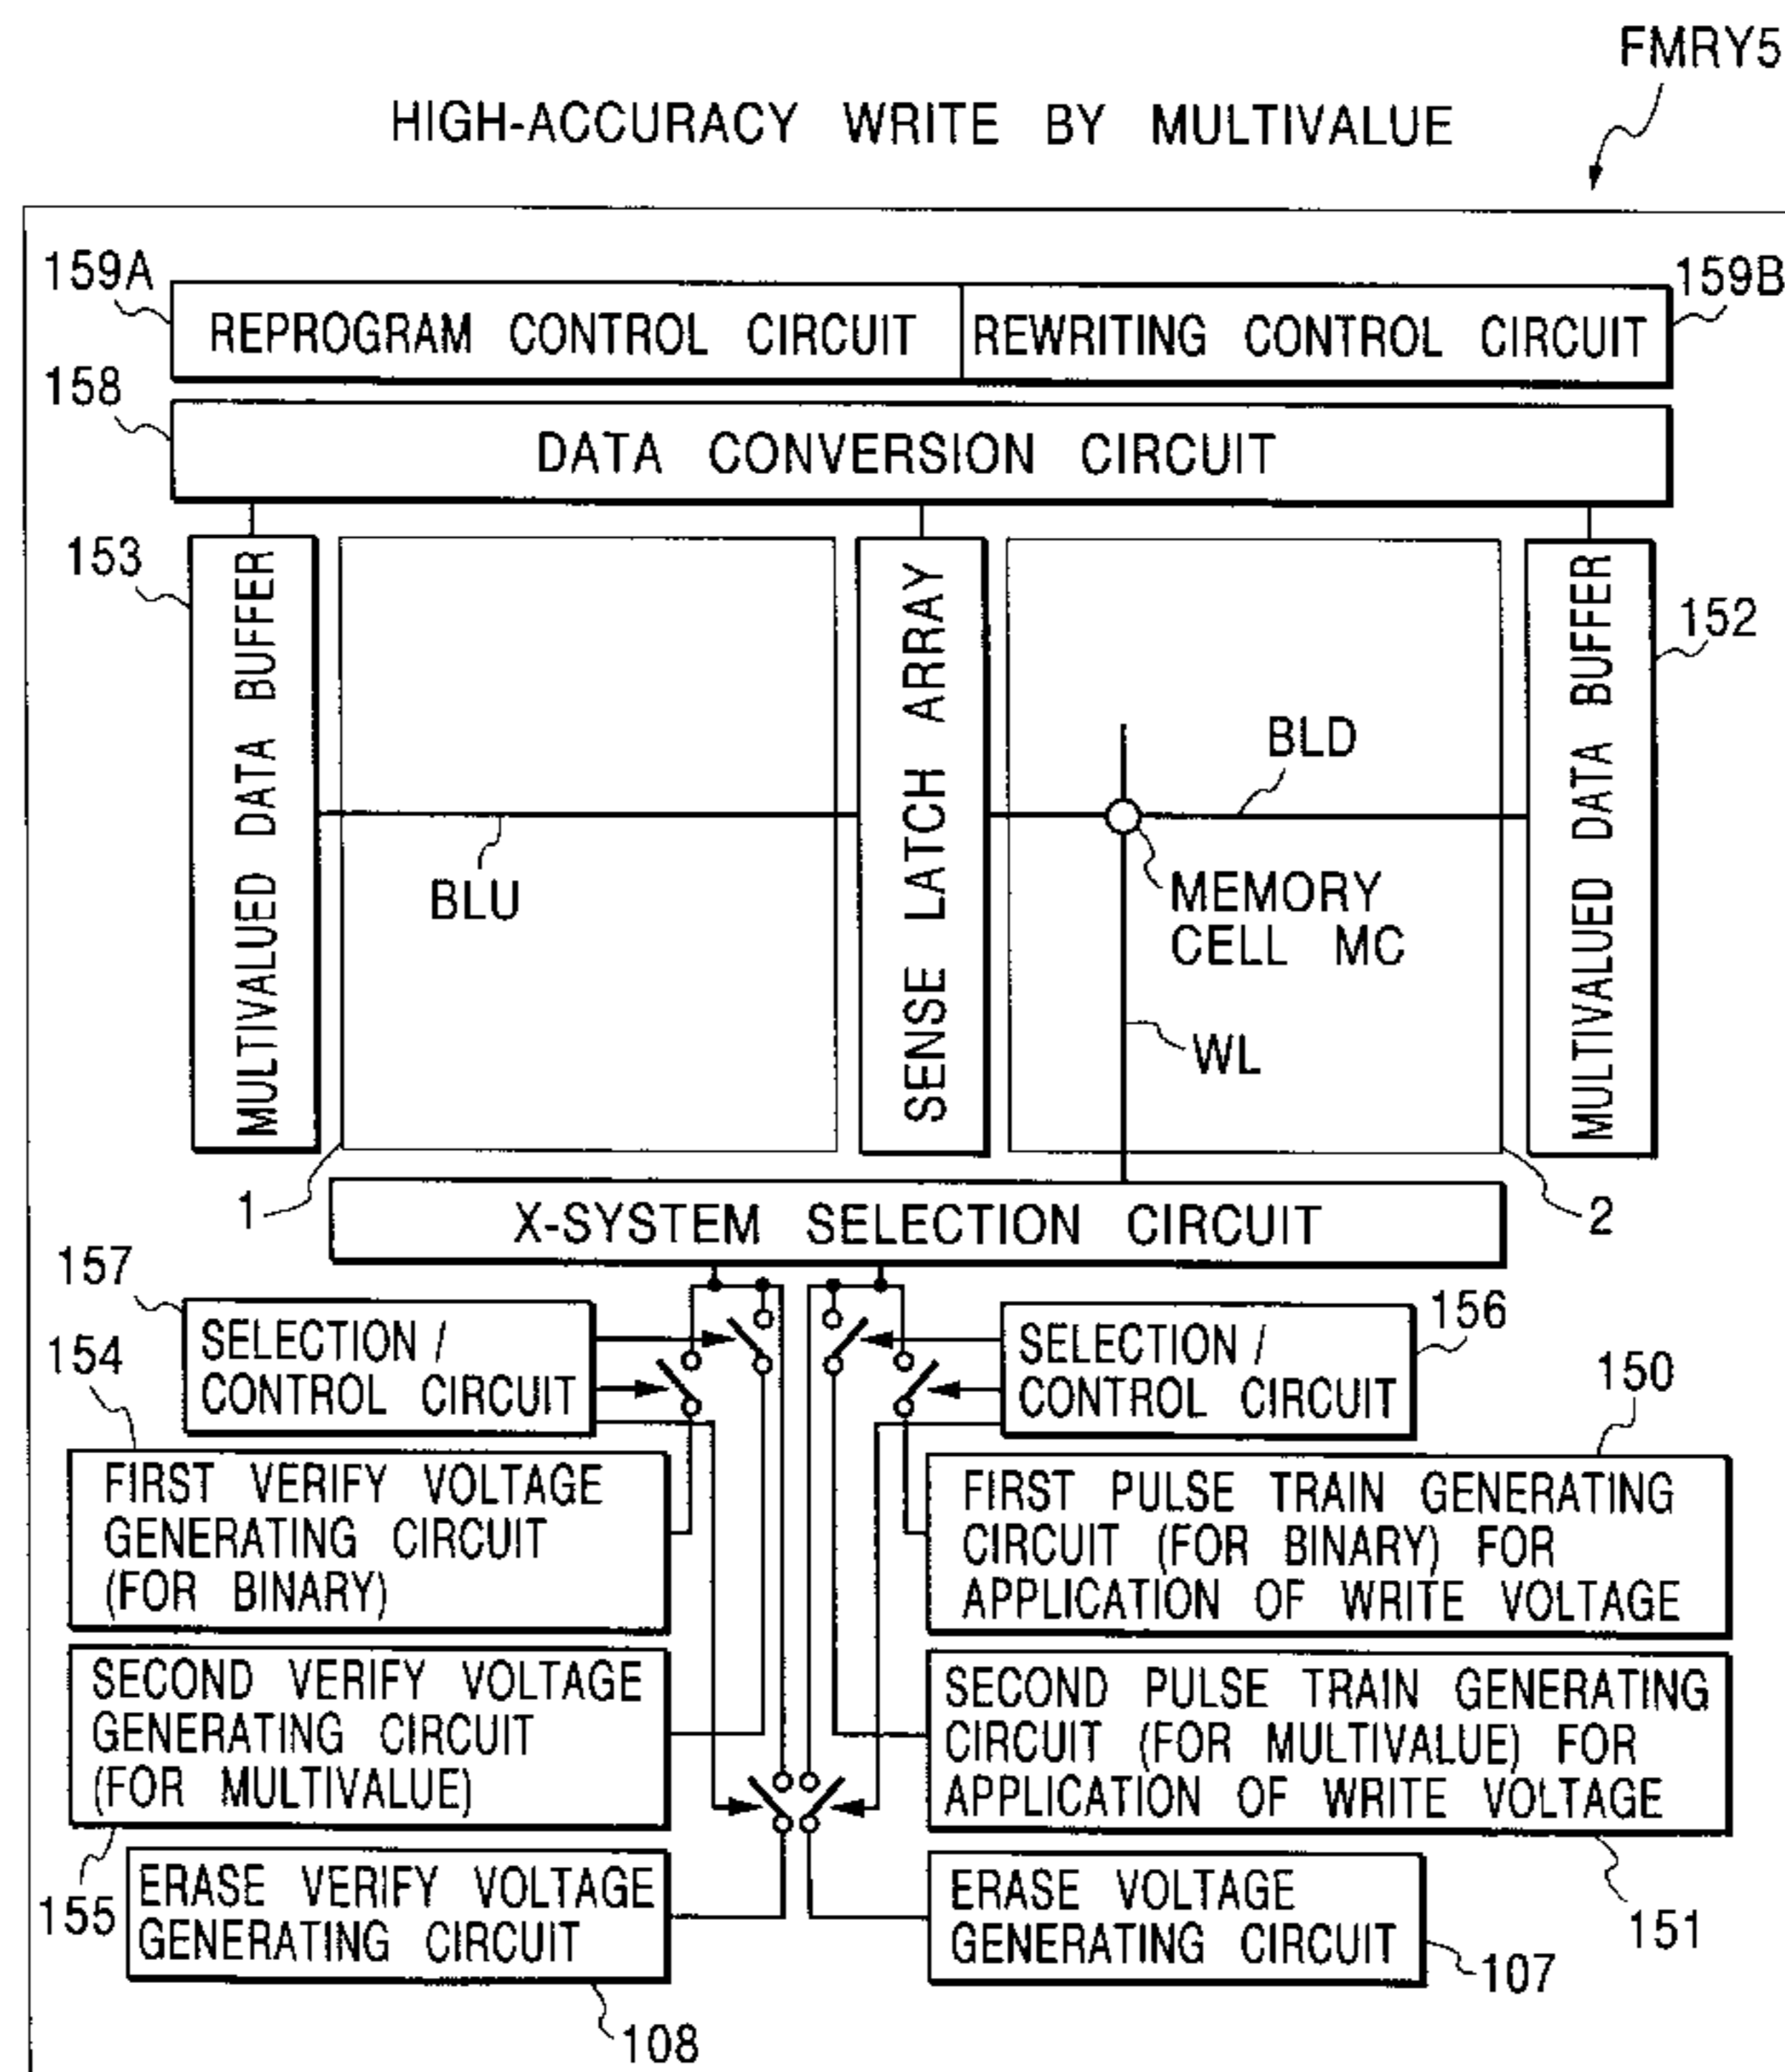 FMRY5
HIGH-ACCURACY WRITE BY MULTIVALUE
159A
159B
REPROGRAM CONTROL CIRCUIT
REWRITING CONTROL CIRCUIT
158
DATA CONVERSION CIRCUIT
153
MULTIVALUED DATA BUFFER
SENSE LATCH ARRAY
MULTIVALUED DATA BUFFER
152
BLD
BLU
MEMORY
CELL MC
WL
1
2
X-SYSTEM SELECTION CIRCUIT
157
SELECTION /
CONTROL CIRCUIT
156
SELECTION /
CONTROL CIRCUIT
154
FIRST VERIFY VOLTAGE
GENERATING CIRCUIT
(FOR BINARY)
150
FIRST PULSE TRAIN GENERATING
CIRCUIT (FOR BINARY) FOR
APPLICATION OF WRITE VOLTAGE
SECOND VERIFY VOLTAGE
GENERATING CIRCUIT
(FOR MULTIVALUE)
155
SECOND PULSE TRAIN GENERATING
CIRCUIT (FOR MULTIVALUE) FOR
APPLICATION OF WRITE VOLTAGE
151
ERASE VERIFY VOLTAGE
GENERATING CIRCUIT
108
ERASE VOLTAGE
GENERATING CIRCUIT
107